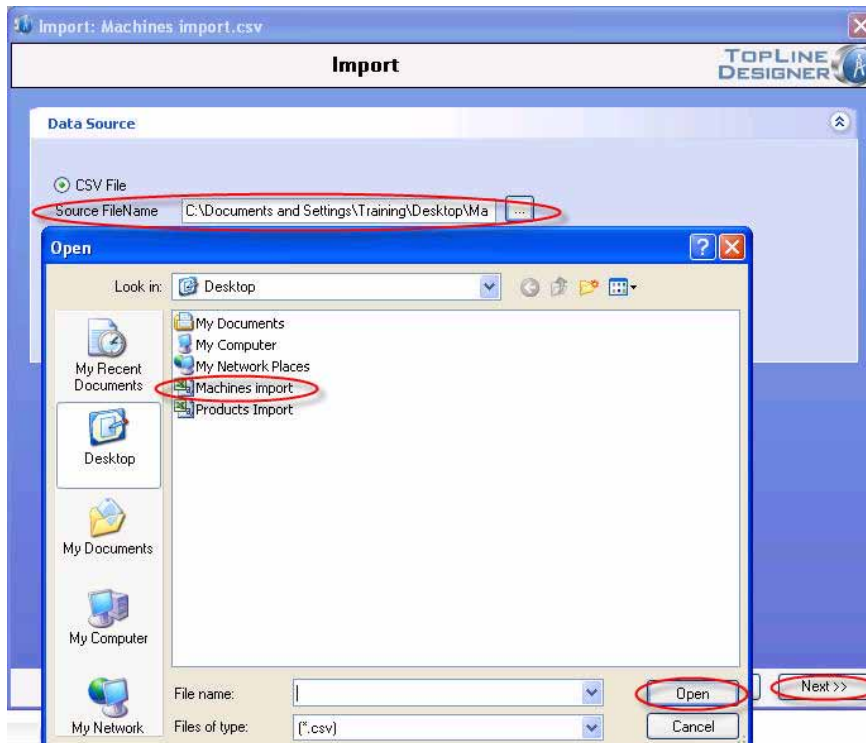 Import: Machines import.csv
Import
TOPLINE
DESIGNER
Data Source
CSV File
Source FileName C:\Documents and Settings\Training\Desktop\Ma ...
Open
Look in: Desktop
My Recent
Documents
Desktop
My Documents
My Computer
My Network
My Documents
My Computer
My Network Places
Machines import
Products Import
File name: Open
Files of type: (*.csv) Cancel
Next >>